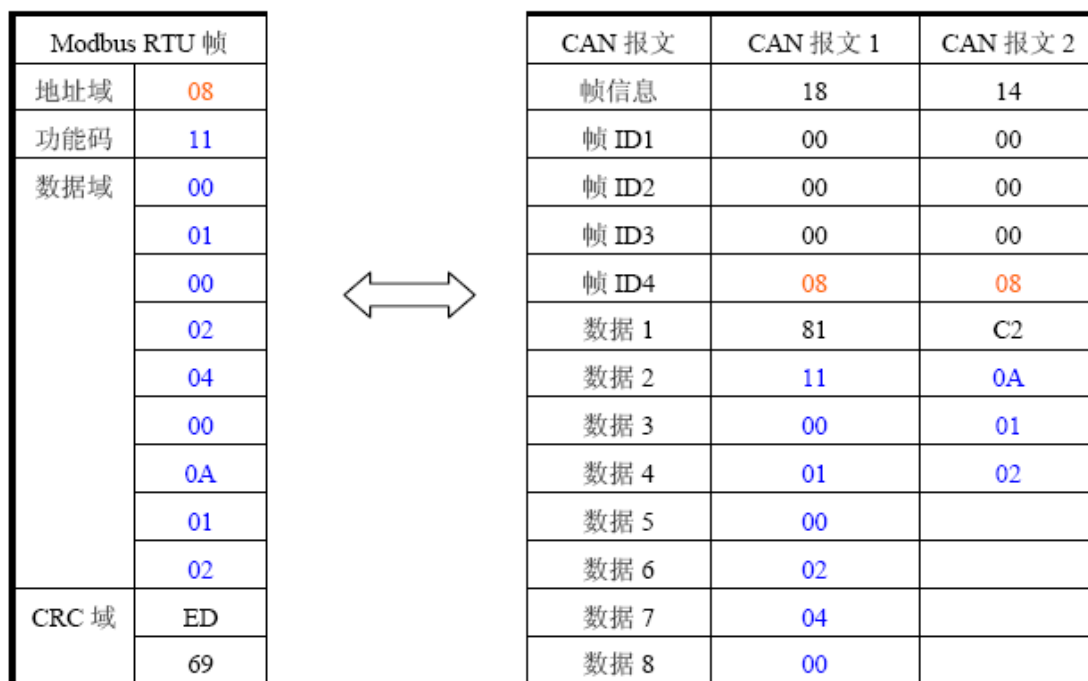 Modbus RTU 帧 CAN 报文 CAN 报文 1 CAN 报文 2
地址域 08 帧信息 18 14
功能码 11 帧 ID1 00 00
数据域 00 帧 ID2 00 00
01 帧 ID3 00 00
00 帧 ID4 08 08
02 数据 1 81 C2
04 数据 2 11 0A
00 数据 3 00 01
0A 数据 4 01 02
01 数据 5 00
02 数据 6 02
CRC 域 ED 数据 7 04
69 数据 8 00